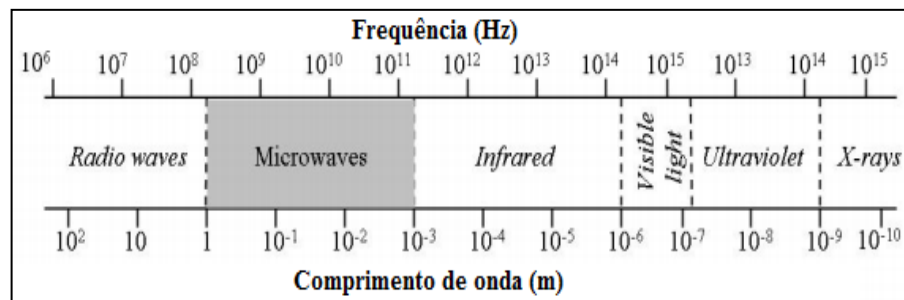 Frequência (Hz)
10⁶ 10⁷ 10⁸ 10⁹ 10¹⁰ 10¹¹ 10¹² 10¹³ 10¹⁴ 10¹⁵ 10¹³ 10¹⁴ 10¹⁵
Radio waves Microwaves Infrared Visible light Ultraviolet X-rays
10² 10 1 10⁻¹ 10⁻² 10⁻³ 10⁻⁴ 10⁻⁵ 10⁻⁶ 10⁻⁷ 10⁻⁸ 10⁻⁹ 10⁻¹⁰
Comprimento de onda (m)